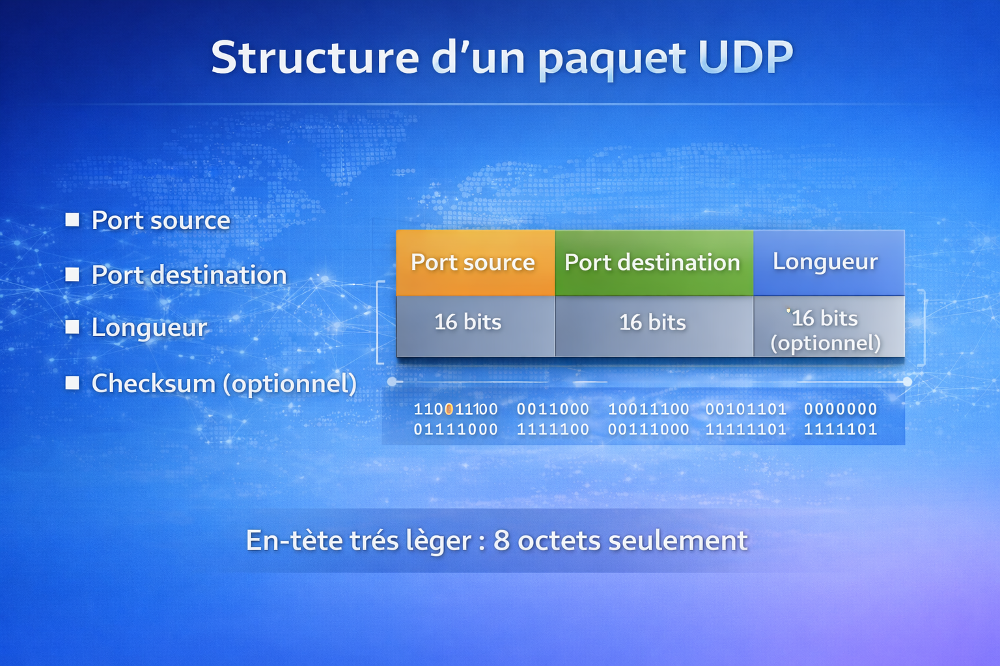 Structure d’un paquet UDP
■ Port source
■ Port destination
■ Longueur
■ Checksum (optionnel)
Port source Port destination Longueur
16 bits 16 bits 16 bits
(optionnel)
110011100 0011000 10011100 00101101 0000000
01111000 1111100 00111000 11111101 1111101
En-tète trés lèger : 8 octets seulement